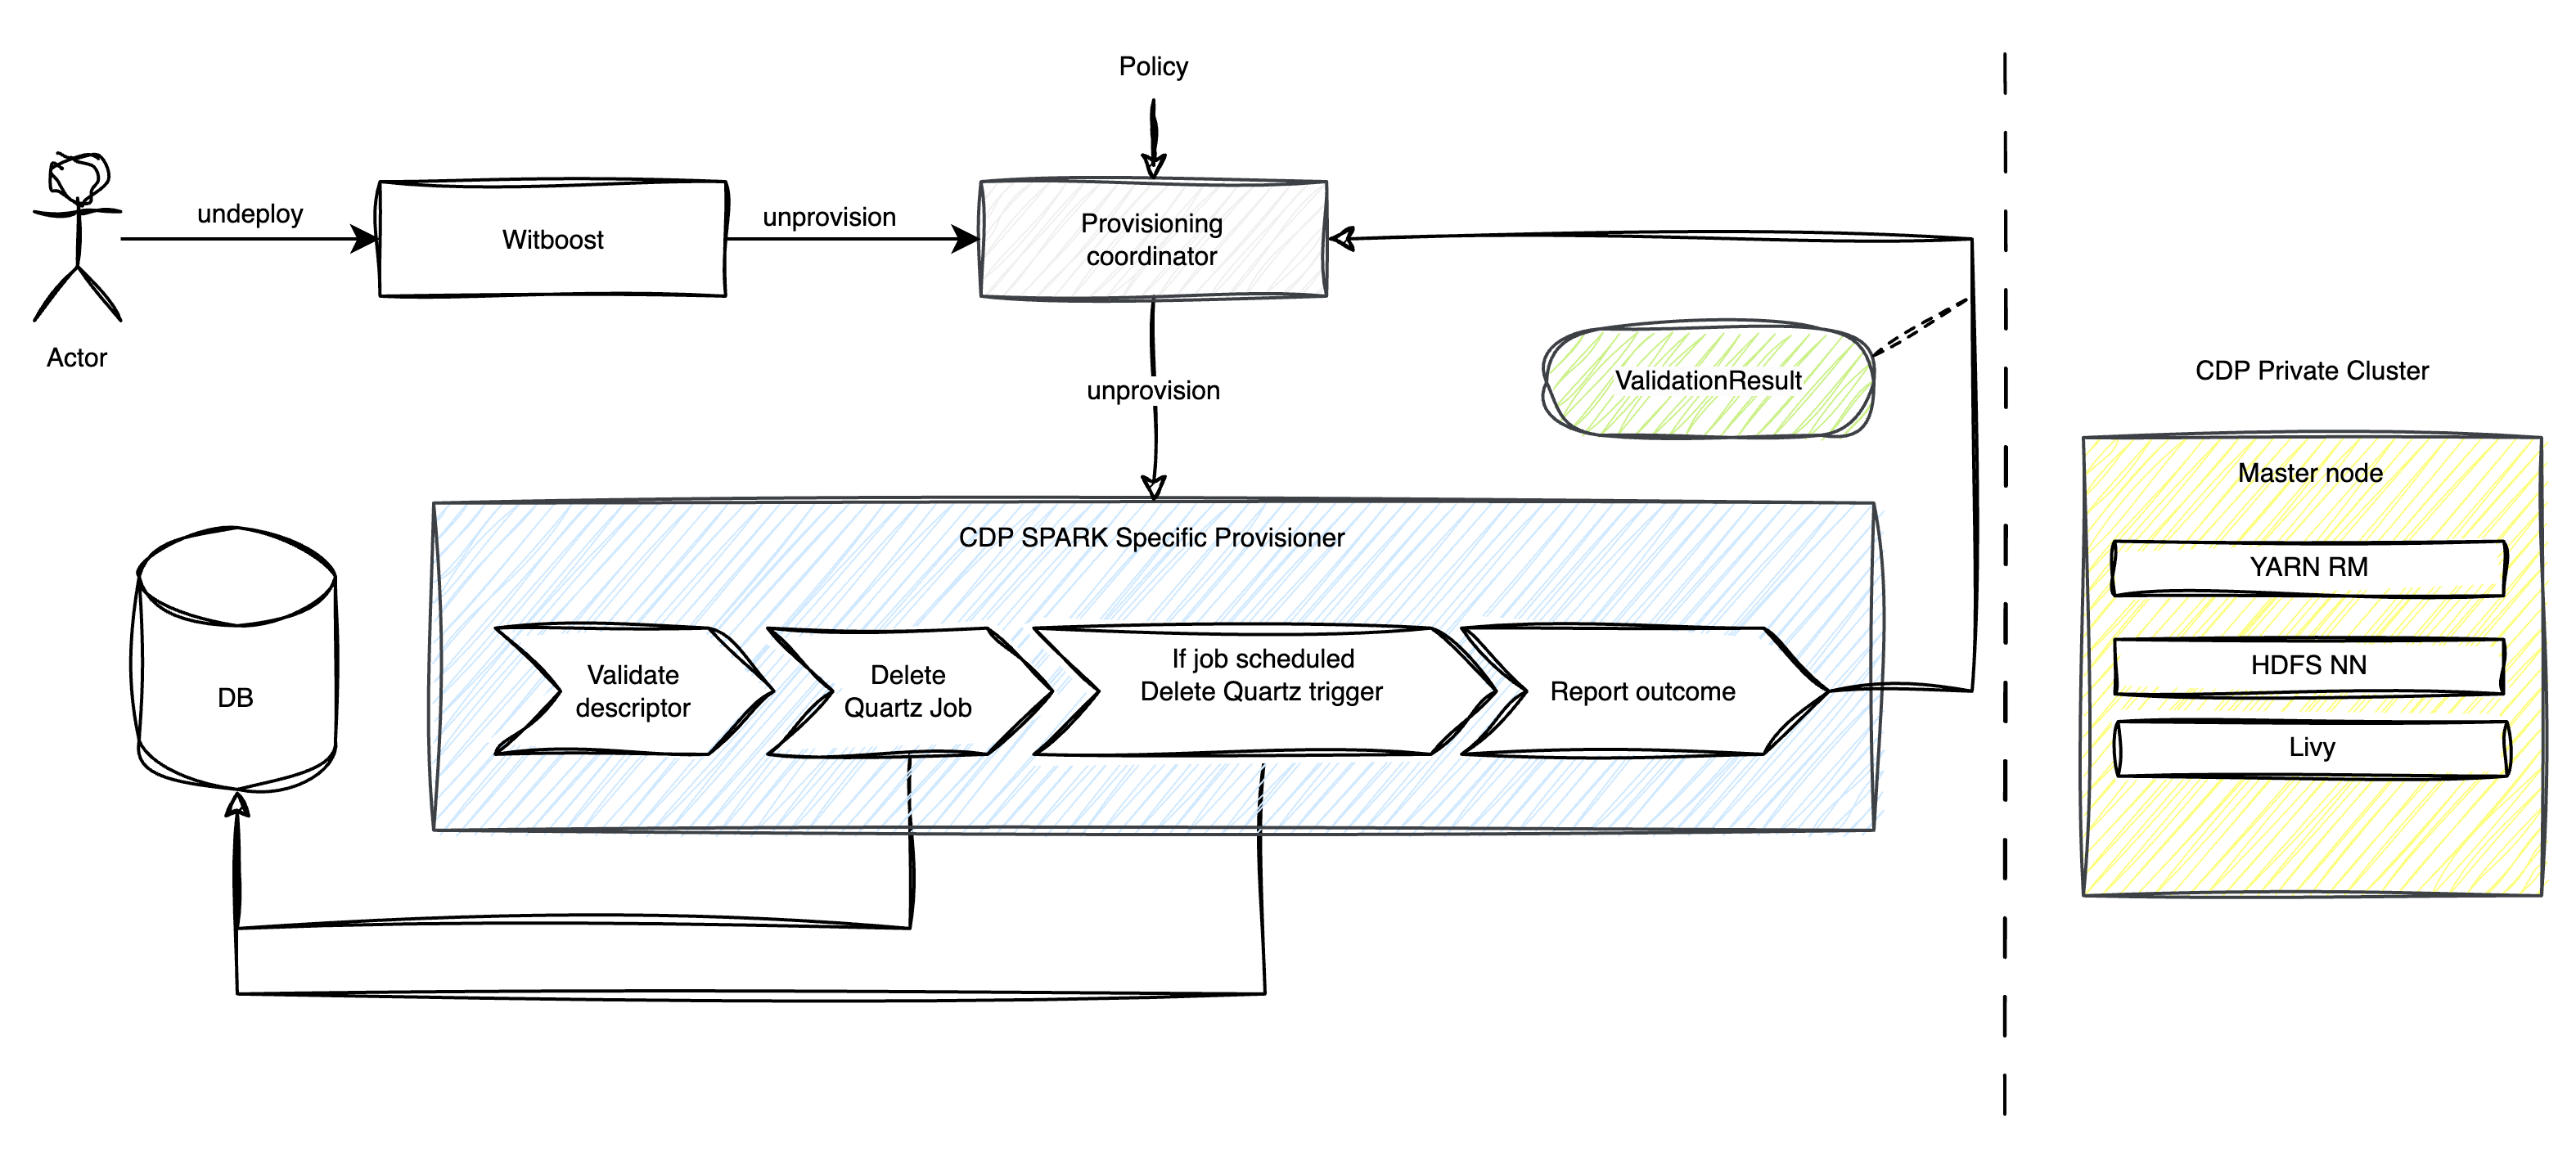 Policy
undeploy
Witboost
unprovision
Provisioning
coordinator
Actor
unprovision
ValidationResult
CDP Private Cluster
Master node
YARN RM
HDFS NN
Livy
CDP SPARK Specific Provisioner
DB
Validate
descriptor
Delete
Quartz Job
If job scheduled
Delete Quartz trigger
Report outcome